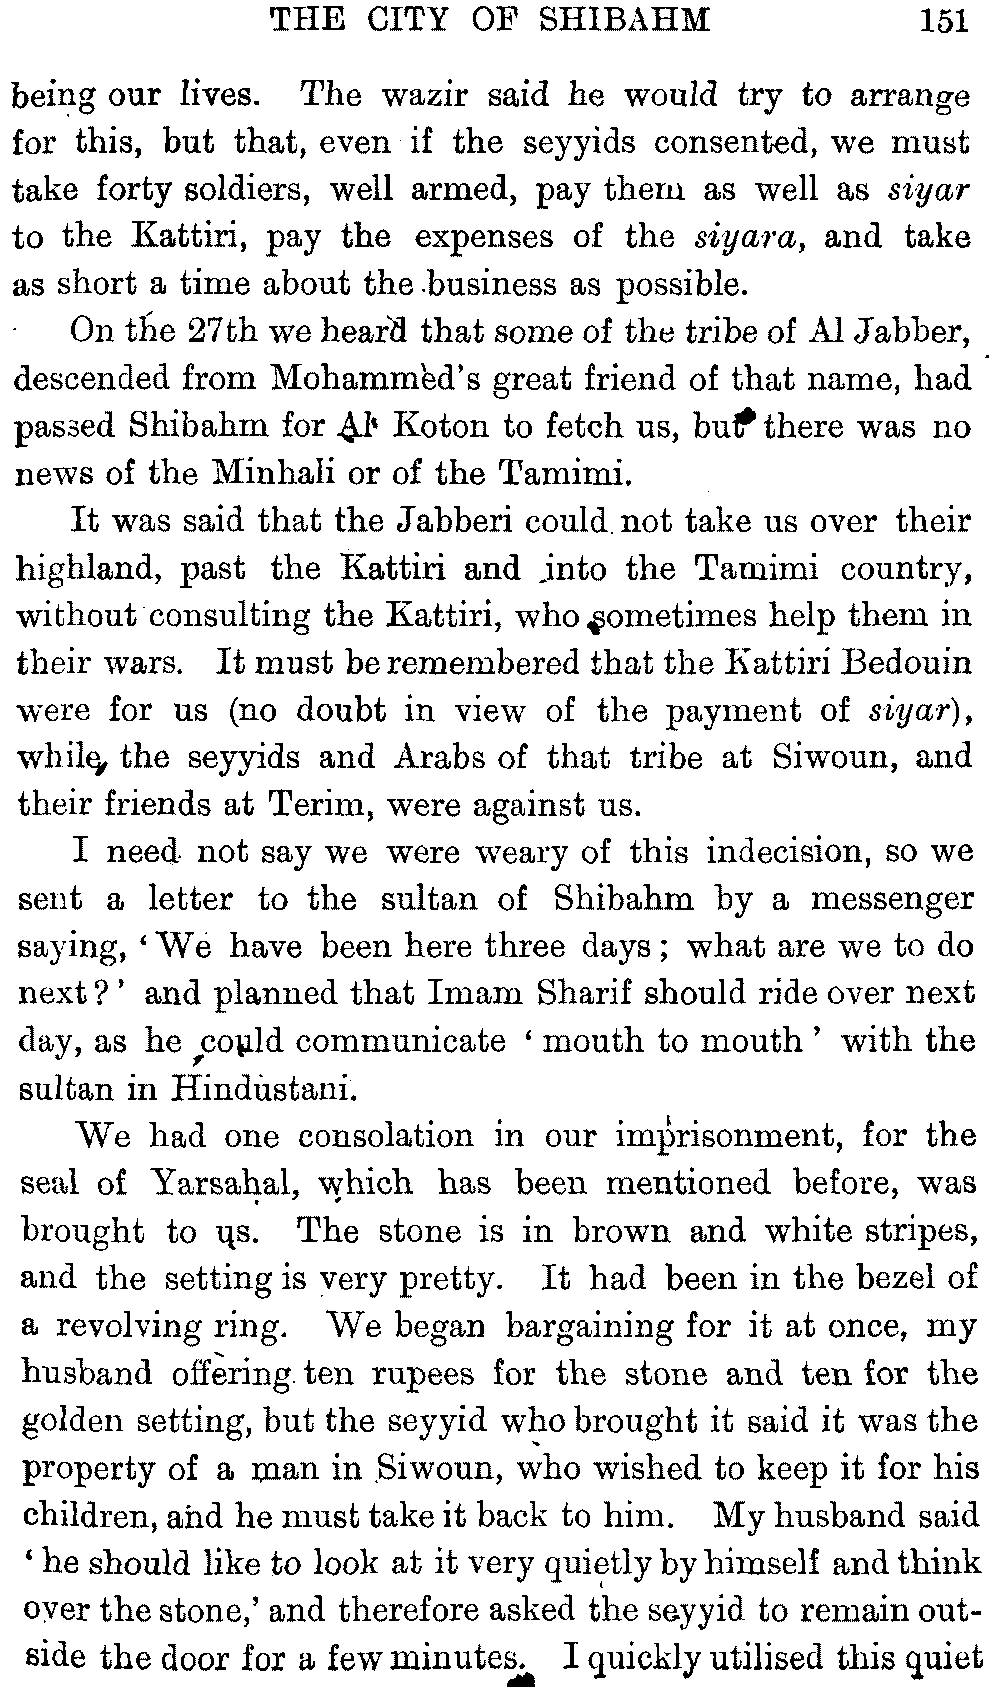 THE CITY OF SHIBAHM 151
being our lives. The wazir said he would try to arrange
for this, but that, even if the seyyids consented, we must
take forty soldiers, well armed, pay them as well as siyar
to the Kattiri, pay the expenses of the siyara, and take
as short a time about the business as possible.
On the 27th we heard that some of the tribe of Al Jabber,
descended from Mohammed's great friend of that name, had
passed Shibahm for Al Koton to fetch us, but there was no
news of the Minhali or of the Tamimi.
It was said that the Jabberi could not take us over their
highland, past the Kattiri and into the Tamimi country,
without consulting the Kattiri, who sometimes help them in
their wars. It must be remembered that the Kattiri Bedouin
were for us (no doubt in view of the payment of siyar),
while the seyyids and Arabs of that tribe at Siwoun, and
their friends at Terim, were against us.
I need not say we were weary of this indecision, so we
sent a letter to the sultan of Shibahm by a messenger
saying, 'We have been here three days; what are we to do
next?' and planned that Imam Sharif should ride over next
day, as he could communicate 'mouth to mouth' with the
sultan in Hindustani.
We had one consolation in our imprisonment, for the
seal of Yarsahal, which has been mentioned before, was
brought to us. The stone is in brown and white stripes,
and the setting is very pretty. It had been in the bezel of
a revolving ring. We began bargaining for it at once, my
husband offering ten rupees for the stone and ten for the
golden setting, but the seyyid who brought it said it was the
property of a man in Siwoun, who wished to keep it for his
children, and he must take it back to him. My husband said
'he should like to look at it very quietly by himself and think
over the stone,' and therefore asked the seyyid to remain out-
side the door for a few minutes. I quickly utilised this quiet